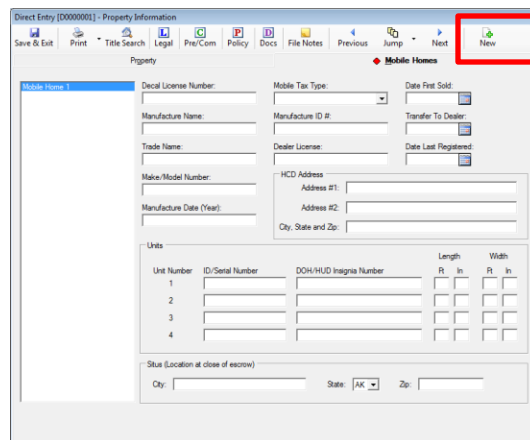 Direct Entry [D0000001] - Property Information
Save & Exit Print Title Search Legal Pre/Com Policy Docs File Notes Previous Jump Next New
Property Mobile Homes
Mobile Home 1
Decal License Number: Mobile Tax Type: Date First Sold:
Manufacture Name: Manufacture ID #: Transfer To Dealer:
Trade Name: Dealer License: Date Last Registered:
Make/Model Number: HCD Address
Address #1:
Manufacture Date (Year): Address #2:
City, State and Zip:
Units
Length Width
Unit Number ID/Serial Number DOH/HUD Insignia Number Ft In Ft In
1
2
3
4
Situs (Location at close of escrow)
City: State: AK Zip: